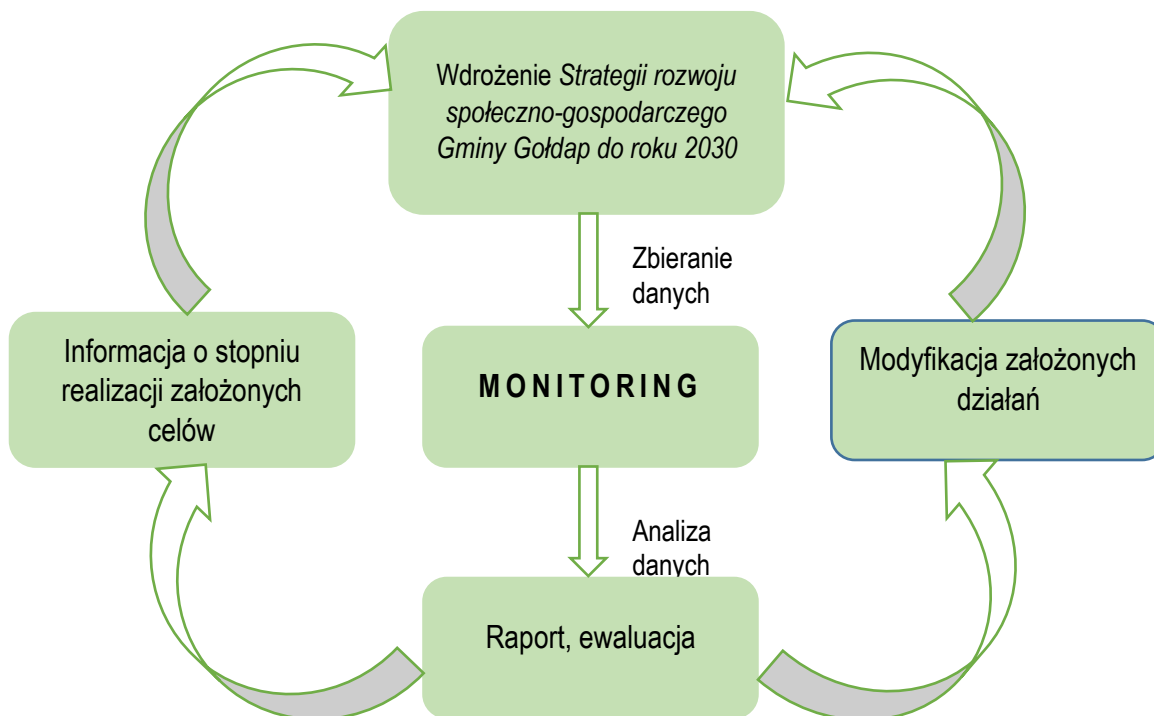 Wdrożenie Strategii rozwoju
społeczno-gospodarczego
Gminy Gołdap do roku 2030
Zbieranie
danych
Informacja o stopniu
realizacji założonych
celów
MONITORING
Modyfikacja założonych
działań
Analiza
danych
Raport, ewaluacja